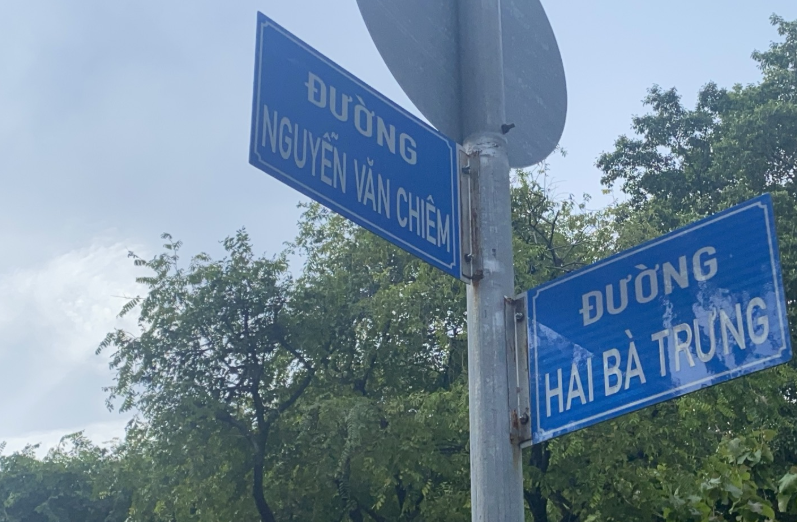 ĐƯỜNG
NGUYỄN VĂN CHIÊM
ĐƯỜNG
HAI BÀ TRƯNG